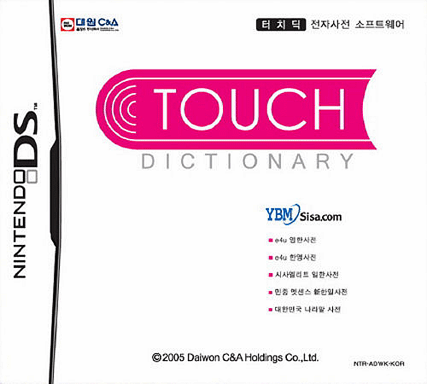 대원 C&A
터치딕 전자사전 소프트웨어
NINTENDO DS™
TOUCH
DICTIONARY
YBM Sisa.com
e4u 영한사전
e4u 한영사전
시사엘리트 일한사전
민중 엣센스 新한일사전
대한민국 나라말 사전
©2005 Daiwon C&A Holdings Co.,Ltd.
NTR-ADWK-KOR